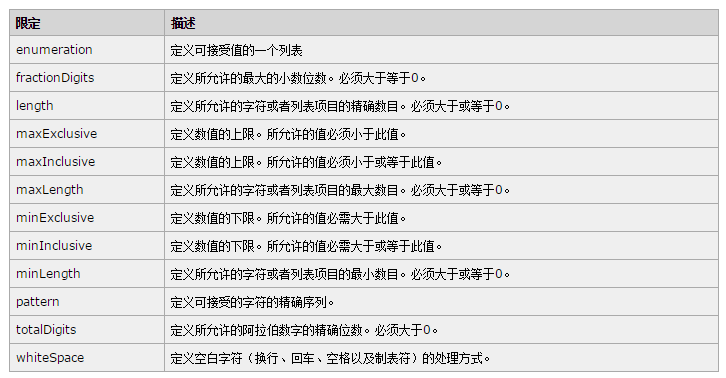 限定 描述
enumeration 定义可接受值的一个列表
fractionDigits 定义所允许的最大的小数位数。必须大于等于0。
length 定义所允许的字符或者列表项目的精确数目。必须大于或等于0。
maxExclusive 定义数值的上限。所允许的值必须小于此值。
maxInclusive 定义数值的上限。所允许的值必须小于或等于此值。
maxLength 定义所允许的字符或者列表项目的最大数目。必须大于或等于0。
minExclusive 定义数值的下限。所允许的值必需大于此值。
minInclusive 定义数值的下限。所允许的值必需大于或等于此值。
minLength 定义所允许的字符或者列表项目的最小数目。必须大于或等于0。
pattern 定义可接受的字符的精确序列。
totalDigits 定义所允许的阿拉伯数字的精确位数。必须大于0。
whiteSpace 定义空白字符（换行、回车、空格以及制表符）的处理方式。